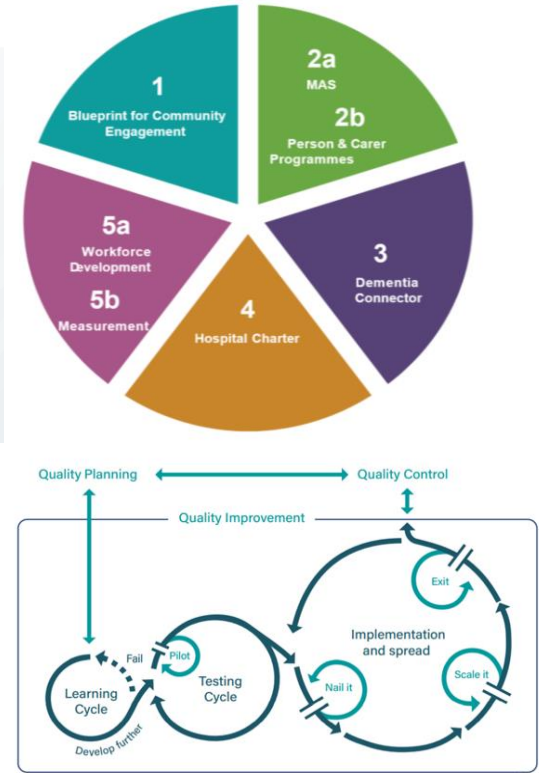 1
Blueprint for Community
Engagement
2a
MAS
2b
Person & Carer
Programmes
3
Dementia
Connector
4
Hospital Charter
5a
Workforce
Development
5b
Measurement
Quality Planning
Quality Control
Quality Improvement
Exit
Implementation
and spread
Fail
Pilot
Testing
Cycle
Learning
Cycle
Nail it
Scale it
Develop further